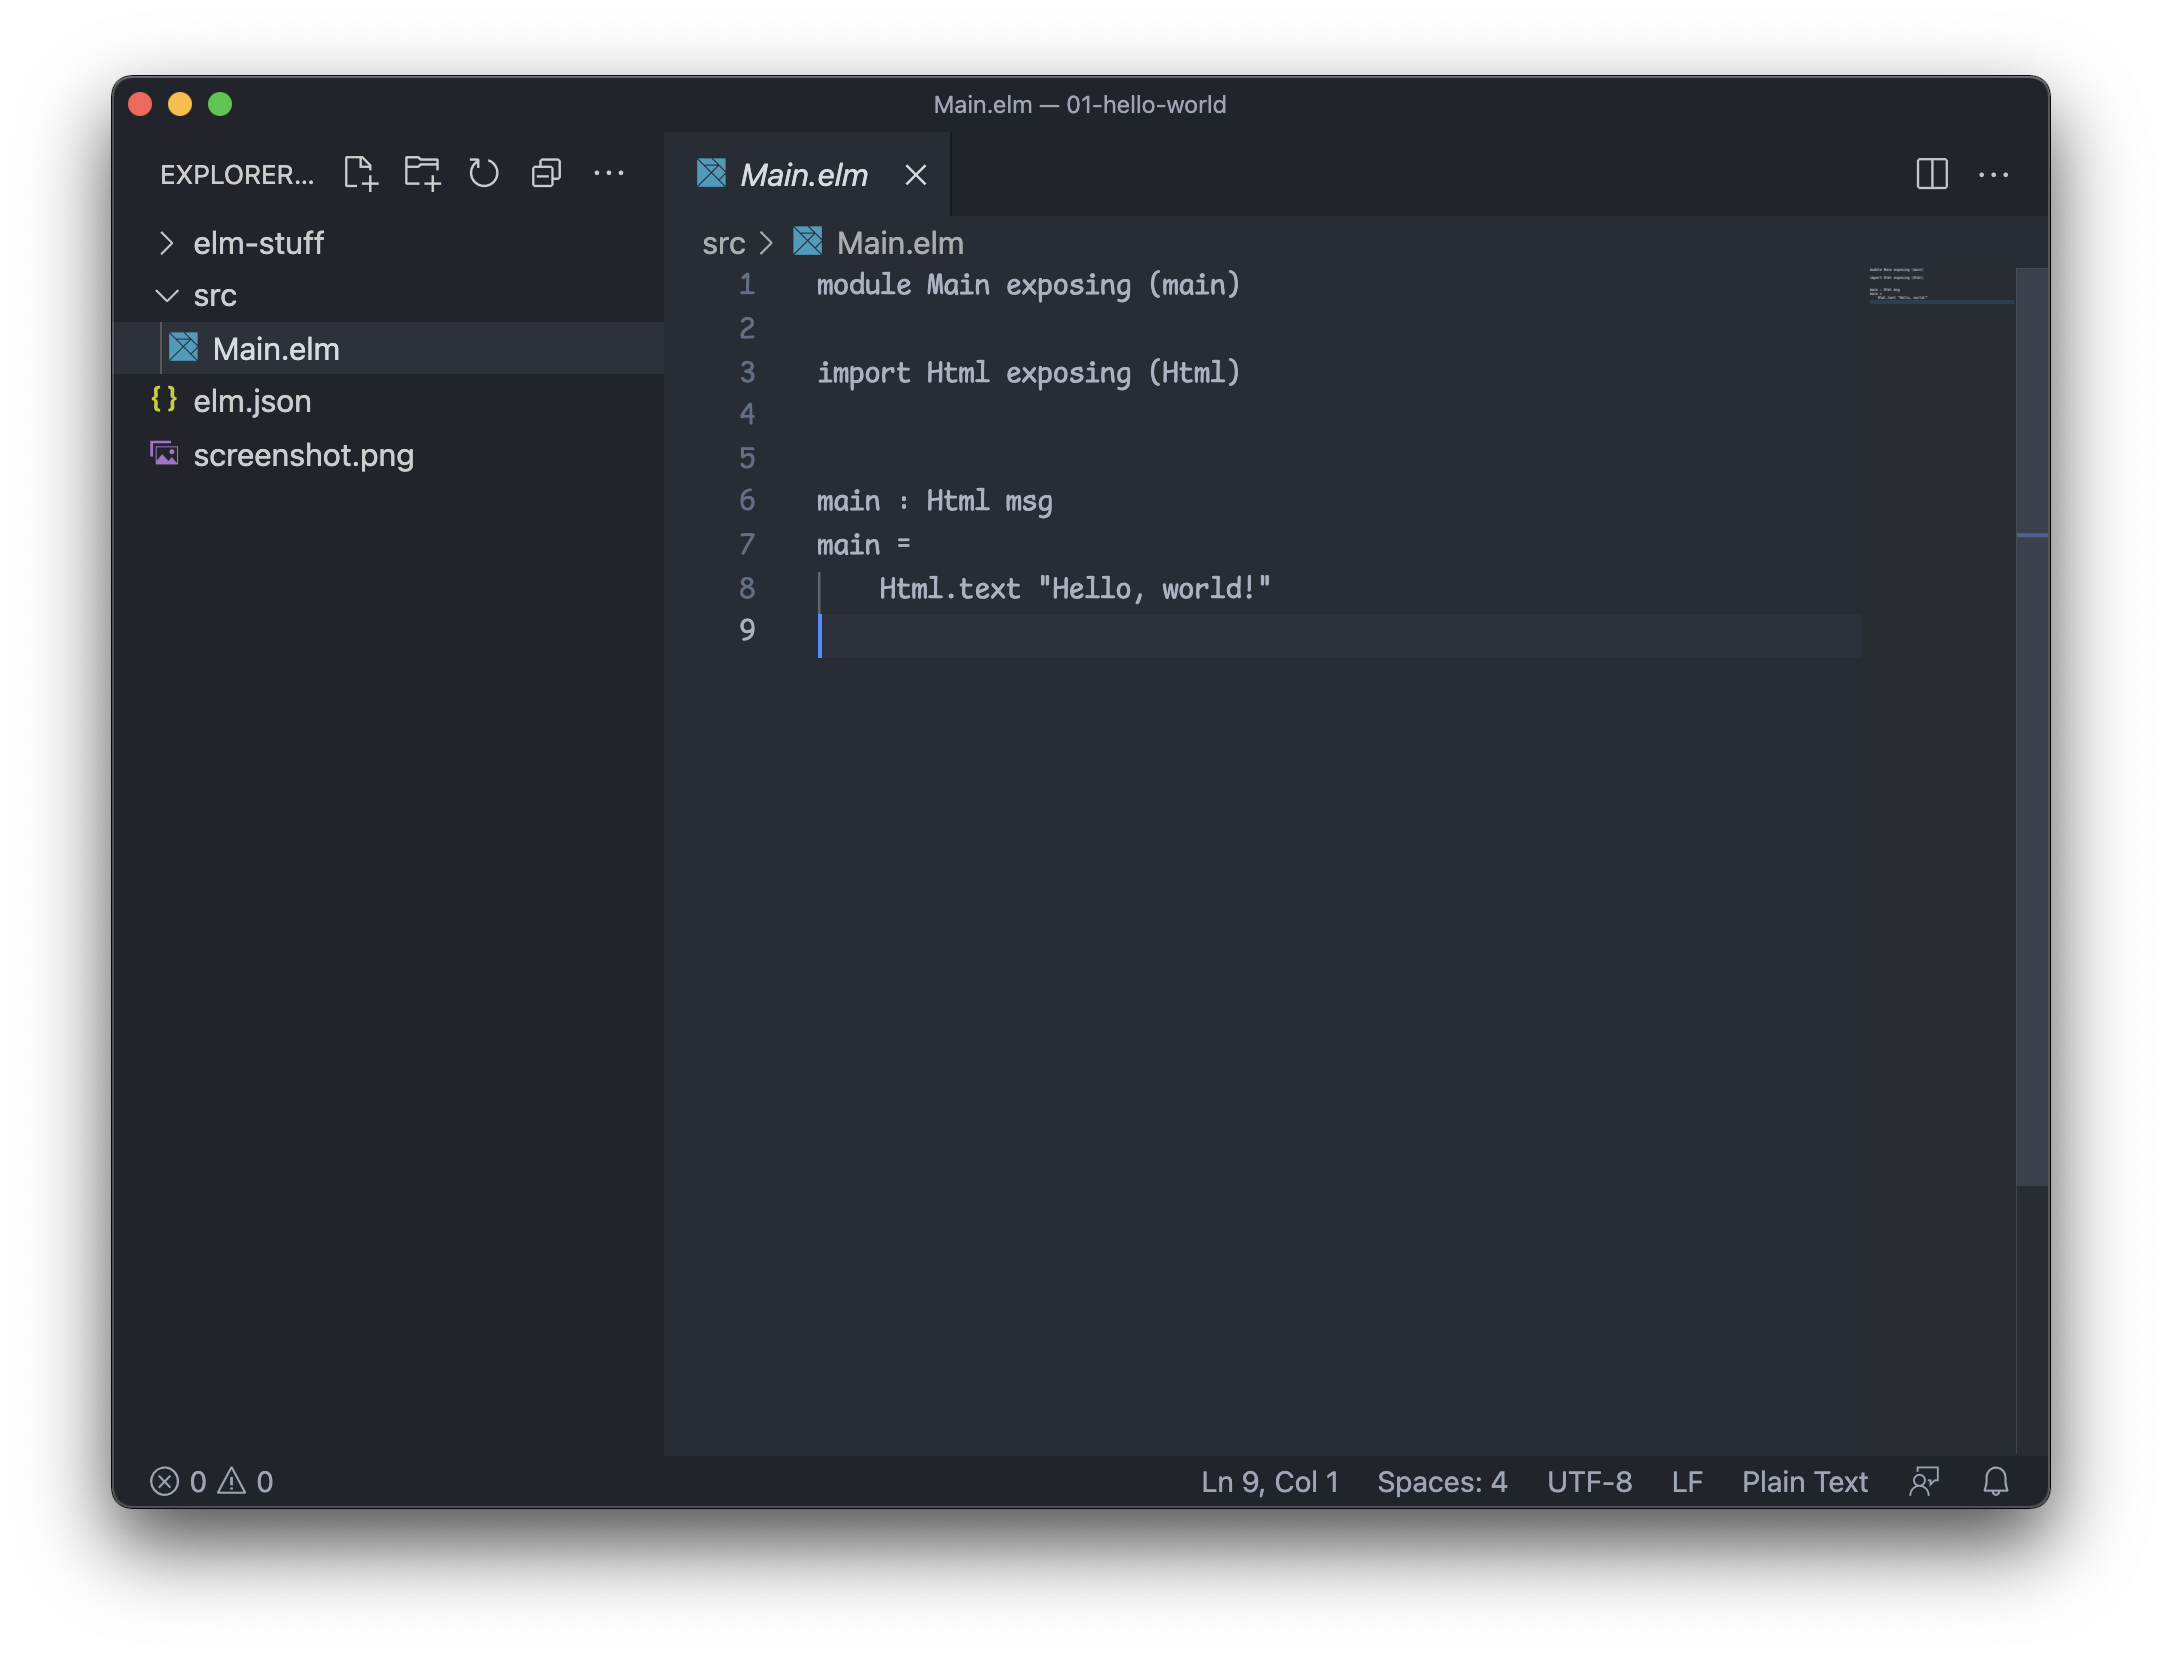 Main.elm — 01-hello-world
EXPLORER...
elm-stuff
src
Main.elm
elm.json
screenshot.png
Main.elm
src > Main.elm
1 module Main exposing (main)
2
3 import Html exposing (Html)
4
5
6 main : Html msg
7 main =
8     Html.text "Hello, world!"
9
0 0 Ln 9, Col 1 Spaces: 4 UTF-8 LF Plain Text